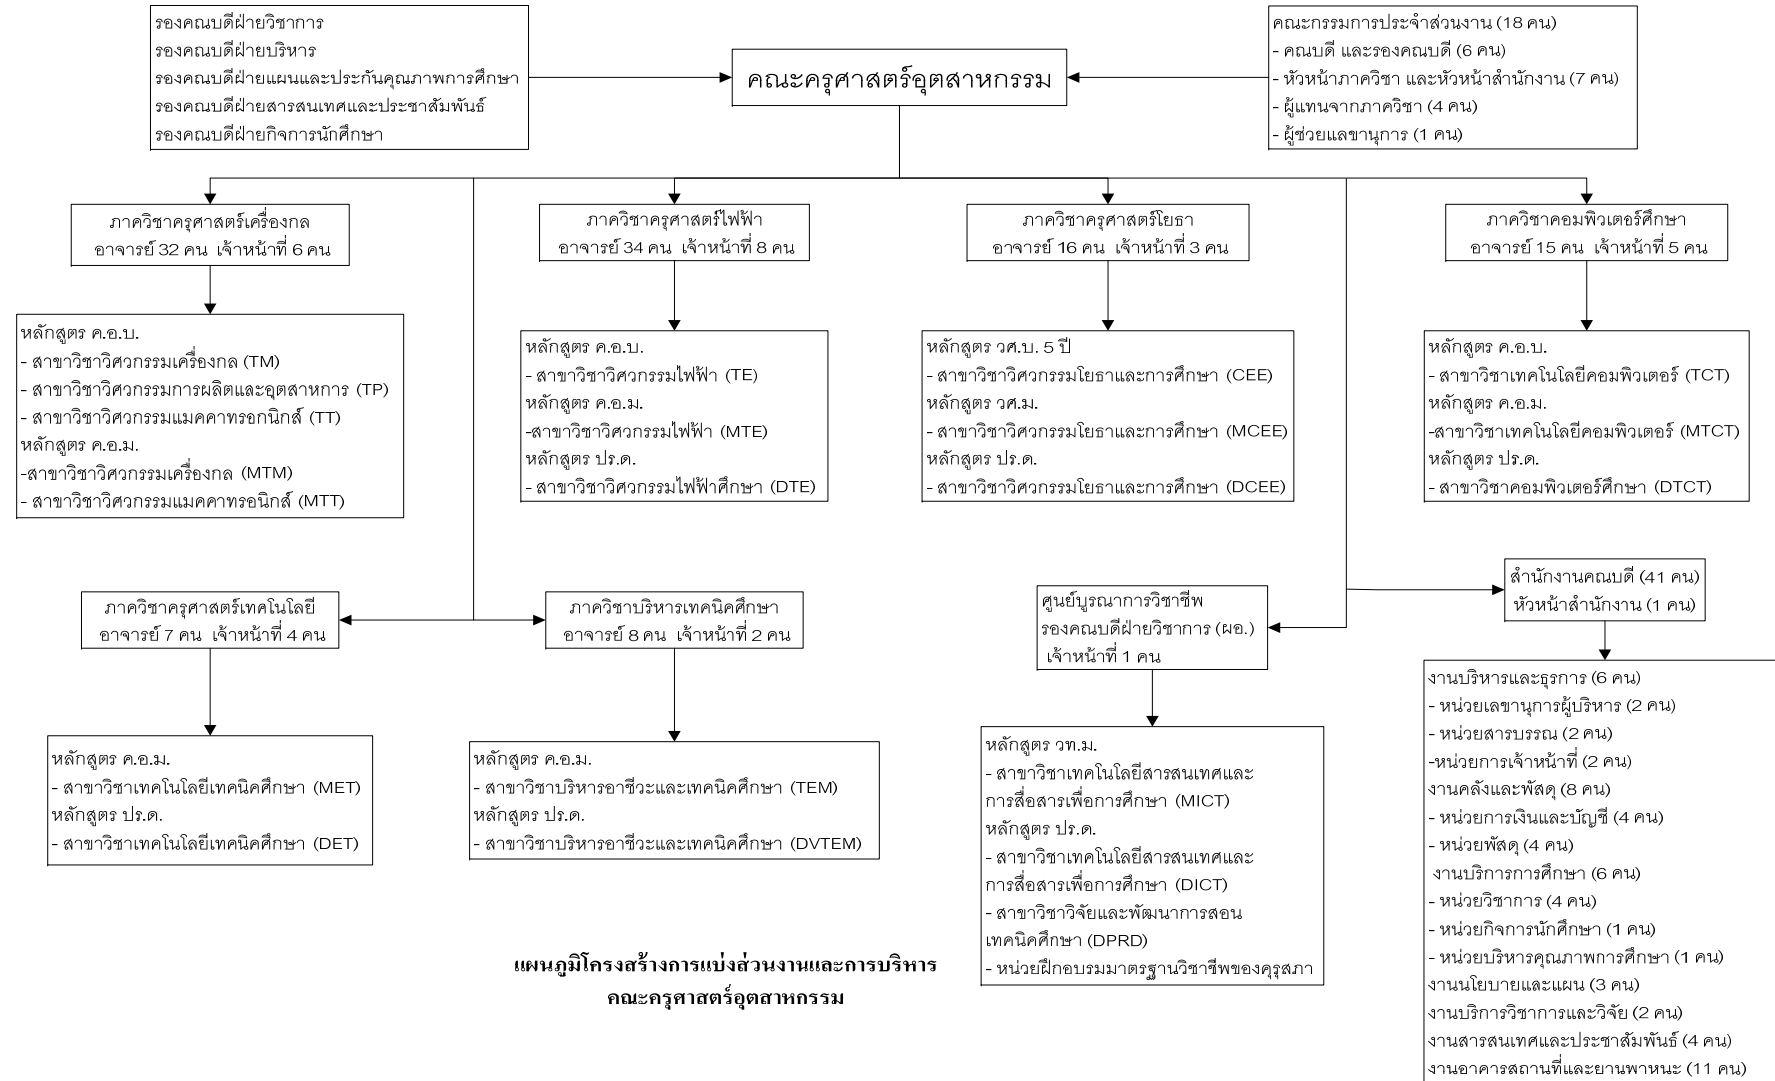 รองคณบดีฝ่ายวิชาการ
รองคณบดีฝ่ายบริหาร
รองคณบดีฝ่ายแผนและประกันคุณภาพการศึกษา
รองคณบดีฝ่ายสารสนเทศและประชาสัมพันธ์
รองคณบดีฝ่ายกิจการนักศึกษา
คณะครุศาสตร์อุตสาหกรรม
คณะกรรมการประจำส่วนงาน (18 คน)
- คณบดี และรองคณบดี (6 คน)
- หัวหน้าภาควิชา และหัวหน้าสำนักงาน (7 คน)
- ผู้แทนจากภาควิชา (4 คน)
- ผู้ช่วยเลขานุการ (1 คน)
ภาควิชาครุศาสตร์เครื่องกล
อาจารย์ 32 คน เจ้าหน้าที่ 6 คน
ภาควิชาครุศาสตร์ไฟฟ้า
อาจารย์ 34 คน เจ้าหน้าที่ 8 คน
ภาควิชาครุศาสตร์โยธา
อาจารย์ 16 คน เจ้าหน้าที่ 3 คน
ภาควิชาคอมพิวเตอร์ศึกษา
อาจารย์ 15 คน เจ้าหน้าที่ 5 คน
หลักสูตร ค.อ.บ.
- สาขาวิชาวิศวกรรมเครื่องกล (TM)
- สาขาวิชาวิศวกรรมการผลิตและอุตสาหการ (TP)
- สาขาวิชาวิศวกรรมแมคคาทรอกนิกส์ (TT)
หลักสูตร ค.อ.ม.
-สาขาวิชาวิศวกรรมเครื่องกล (MTM)
- สาขาวิชาวิศวกรรมแมคคาทรอนิกส์ (MTT)
หลักสูตร ค.อ.บ.
- สาขาวิชาวิศวกรรมไฟฟ้า (TE)
หลักสูตร ค.อ.ม.
-สาขาวิชาวิศวกรรมไฟฟ้า (MTE)
หลักสูตร ปร.ด.
- สาขาวิชาวิศวกรรมไฟฟ้าศึกษา (DTE)
หลักสูตร วศ.บ. 5 ปี
- สาขาวิชาวิศวกรรมโยธาและการศึกษา (CEE)
หลักสูตร วศ.ม.
- สาขาวิชาวิศวกรรมโยธาและการศึกษา (MCEE)
หลักสูตร ปร.ด.
- สาขาวิชาวิศวกรรมโยธาและการศึกษา (DCEE)
หลักสูตร ค.อ.บ.
- สาขาวิชาเทคโนโลยีคอมพิวเตอร์ (TCT)
หลักสูตร ค.อ.ม.
-สาขาวิชาเทคโนโลยีคอมพิวเตอร์ (MTCT)
หลักสูตร ปร.ด.
- สาขาวิชาคอมพิวเตอร์ศึกษา (DTCT)
ภาควิชาครุศาสตร์เทคโนโลยี
อาจารย์ 7 คน เจ้าหน้าที่ 4 คน
ภาควิชาบริหารเทคนิคศึกษา
อาจารย์ 8 คน เจ้าหน้าที่ 2 คน
ศูนย์บูรณาการวิชาชีพ
รองคณบดีฝ่ายวิชาการ (ผอ.)
เจ้าหน้าที่ 1 คน
สำนักงานคณบดี (41 คน)
หัวหน้าสำนักงาน (1 คน)
หลักสูตร ค.อ.ม.
- สาขาวิชาเทคโนโลยีเทคนิคศึกษา (MET)
หลักสูตร ปร.ด.
- สาขาวิชาเทคโนโลยีเทคนิคศึกษา (DET)
หลักสูตร ค.อ.ม.
- สาขาวิชาบริหารอาชีวะและเทคนิคศึกษา (TEM)
หลักสูตร ปร.ด.
- สาขาวิชาบริหารอาชีวะและเทคนิคศึกษา (DVTEM)
หลักสูตร วท.ม.
- สาขาวิชาเทคโนโลยีสารสนเทศและ
การสื่อสารเพื่อการศึกษา (MICT)
หลักสูตร ปร.ด.
- สาขาวิชาเทคโนโลยีสารสนเทศและ
การสื่อสารเพื่อการศึกษา (DICT)
- สาขาวิชาวิจัยและพัฒนาการสอน
เทคนิคศึกษา (DPRD)
- หน่วยฝึกอบรมมาตรฐานวิชาชีพของคุรุสภา
งานบริหารและธุรการ (6 คน)
- หน่วยเลขานุการผู้บริหาร (2 คน)
- หน่วยสารบรรณ (2 คน)
-หน่วยการเจ้าหน้าที่ (2 คน)
งานคลังและพัสดุ (8 คน)
- หน่วยการเงินและบัญชี (4 คน)
- หน่วยพัสดุ (4 คน)
งานบริการการศึกษา (6 คน)
- หน่วยวิชาการ (4 คน)
- หน่วยกิจการนักศึกษา (1 คน)
- หน่วยบริหารคุณภาพการศึกษา (1 คน)
งานนโยบายและแผน (3 คน)
งานบริการวิชาการและวิจัย (2 คน)
งานสารสนเทศและประชาสัมพันธ์ (4 คน)
งานอาคารสถานที่และยานพาหนะ (11 คน)
แผนภูมิโครงสร้างการแบ่งส่วนงานและการบริหาร
คณะครุศาสตร์อุตสาหกรรม